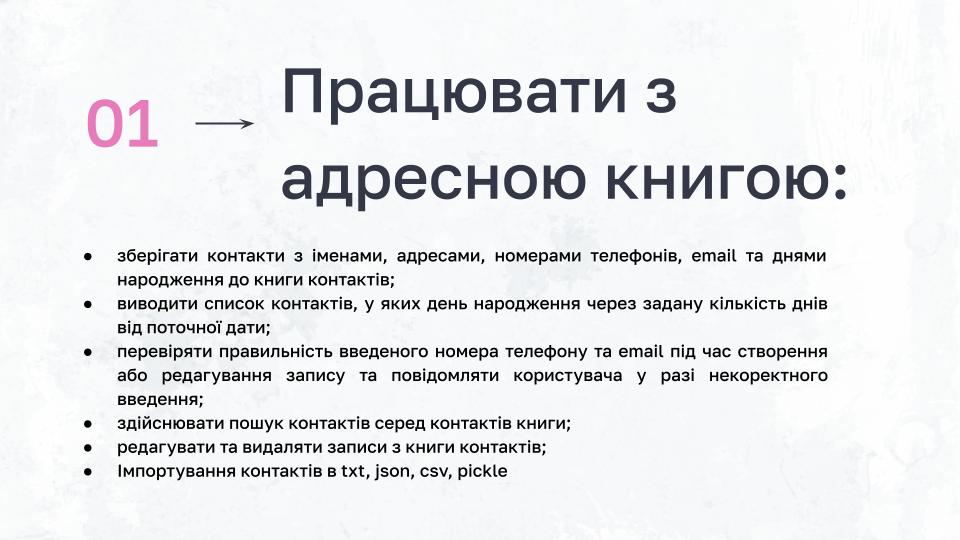 01
Працювати з
адресною книгою:
● зберігати контакти з іменами, адресами, номерами телефонів, email та днями
народження до книги контактів;
● виводити список контактів, у яких день народження через задану кількість днів
від поточної дати;
● перевіряти правильність введеного номера телефону та email під час створення
або редагування запису та повідомляти користувача у разі некоректного
введення;
● здійснювати пошук контактів серед контактів книги;
● редагувати та видаляти записи з книги контактів;
● Імпортування контактів в txt, json, csv, pickle